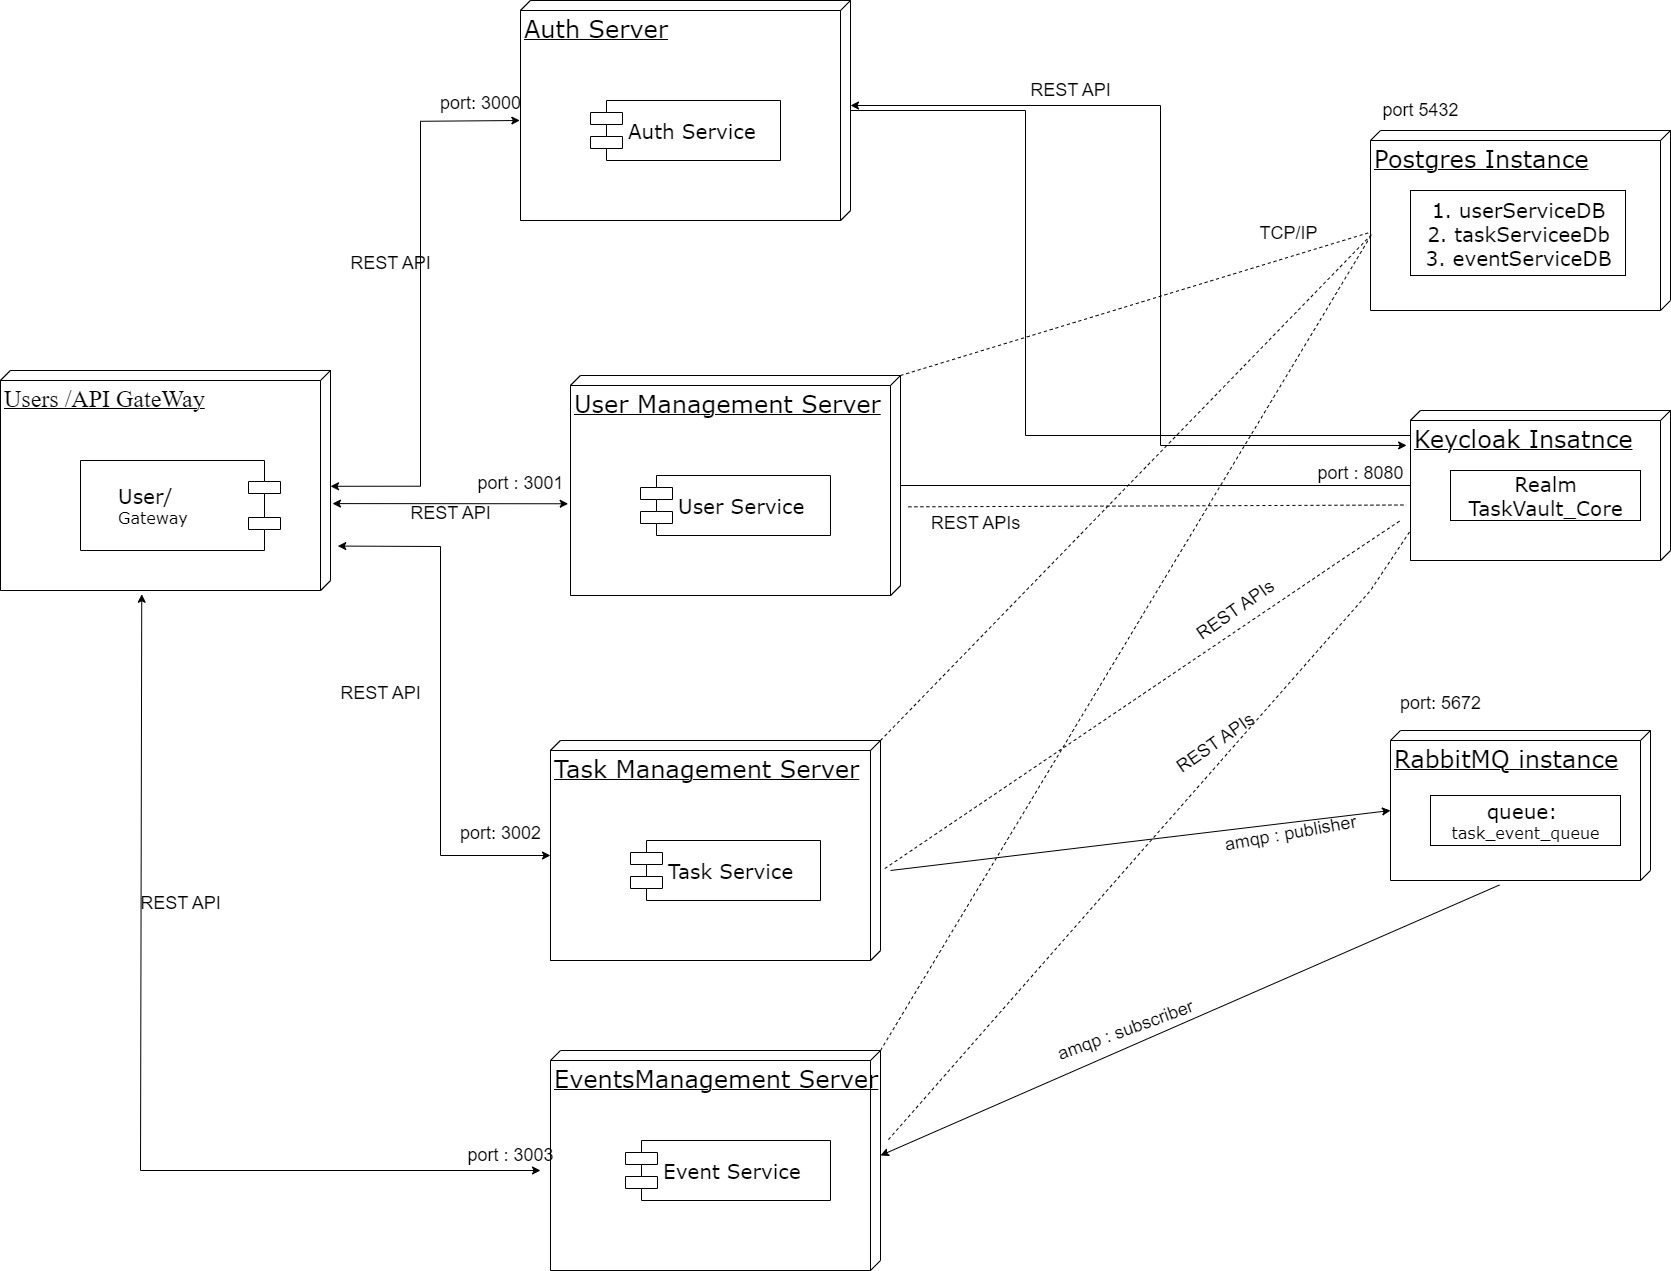 Auth Server
port: 3000
REST API
port 5432
Auth Service
Postgres Instance
1. userServiceDB
2. taskServiceeDb
3. eventServiceDB
TCP/IP
REST API
Users /API GateWay
User Management Server
Keycloak Insatnce
port : 3001
port : 8080
Realm
TaskVault_Core
User/
Gateway
REST API
User Service
REST APIs
REST APIs
REST API
port: 5672
REST APIs
Task Management Server
RabbitMQ instance
queue:
task_event_queue
port: 3002
amqp : publisher
Task Service
REST API
amqp : subscriber
EventsManagement Server
port : 3003
Event Service